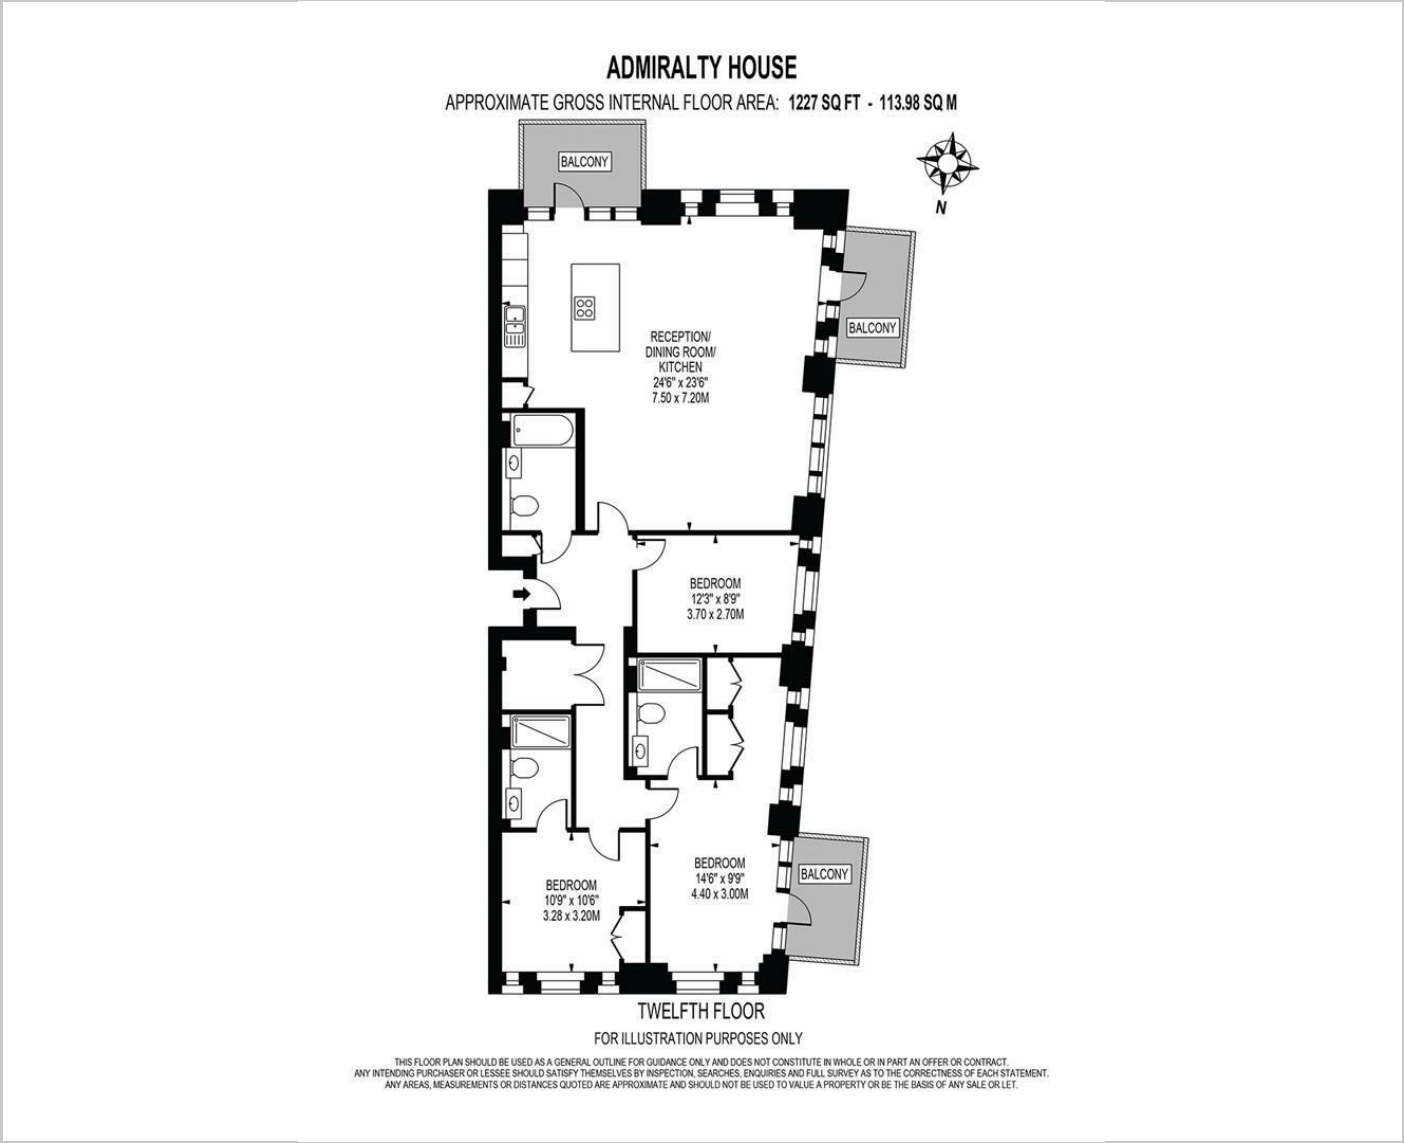 ADMIRALTY HOUSE
APPROXIMATE GROSS INTERNAL FLOOR AREA: 1227 SQ FT - 113.98 SQ M
BALCONY
N
BALCONY
RECEPTION/
DINING ROOM/
KITCHEN
24'6" x 23'6"
7.50 x 7.20M
BEDROOM
12'3" x 8'9"
3.70 x 2.70M
BEDROOM
14'6" x 9'9"
4.40 x 3.00M
BALCONY
BEDROOM
10'9" x 10'6"
3.28 x 3.20M
TWELFTH FLOOR
FOR ILLUSTRATION PURPOSES ONLY
THIS FLOOR PLAN SHOULD BE USED AS A GENERAL OUTLINE FOR GUIDANCE ONLY AND DOES NOT CONSTITUTE IN WHOLE OR IN PART AN OFFER OR CONTRACT.
ANY INTENDING PURCHASER OR LESSEE SHOULD SATISFY THEMSELVES BY INSPECTION, SEARCHES, ENQUIRIES AND FULL SURVEY AS TO THE CORRECTNESS OF EACH STATEMENT.
ANY AREAS, MEASUREMENTS OR DISTANCES QUOTED ARE APPROXIMATE AND SHOULD NOT BE USED TO VALUE A PROPERTY OR BE THE BASIS OF ANY SALE OR LET.